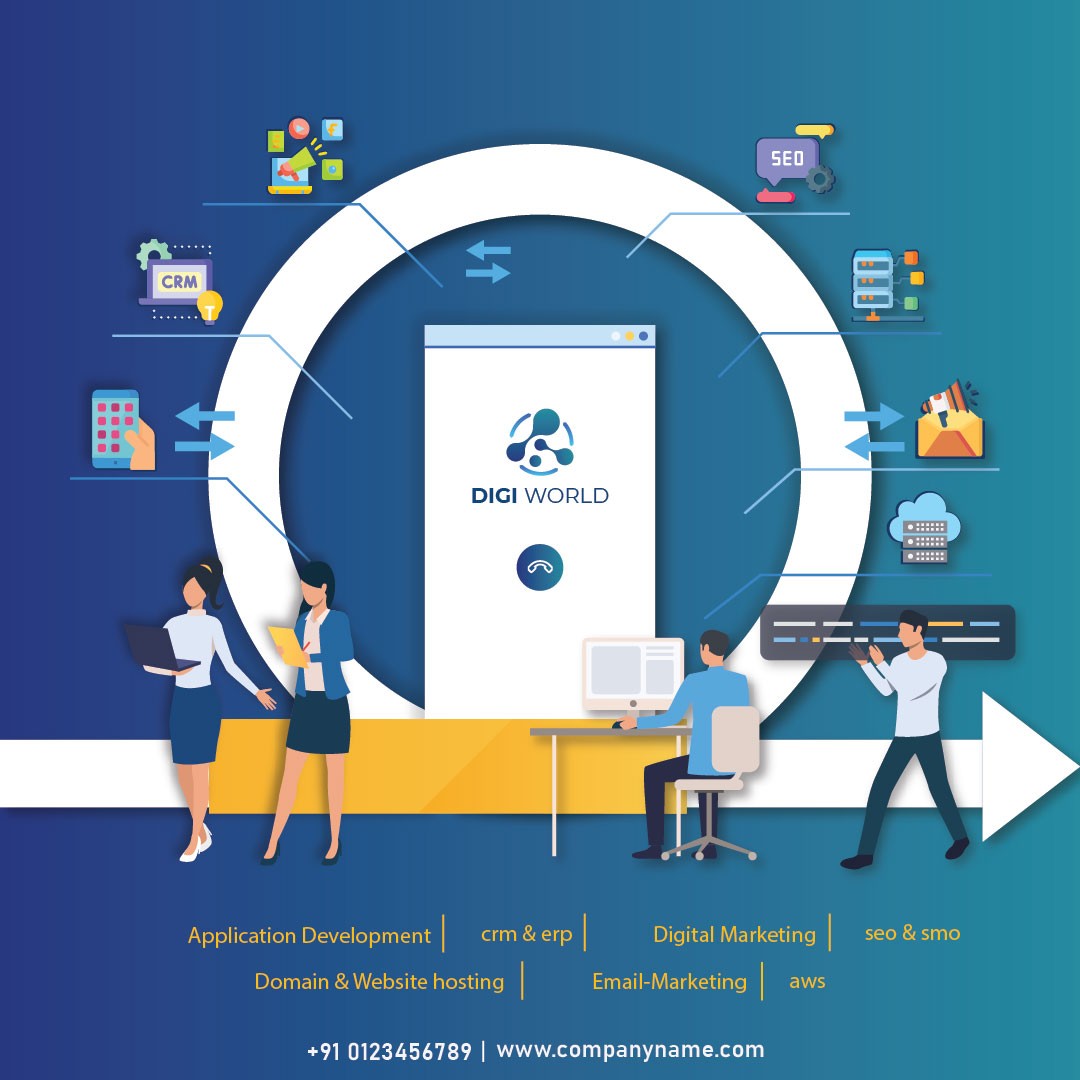 SEO
CRM
DIGI WORLD
Application Development | crm & erp | Digital Marketing | seo & smo
Domain & Website hosting | Email-Marketing | aws
+91 0123456789 | www.companyname.com